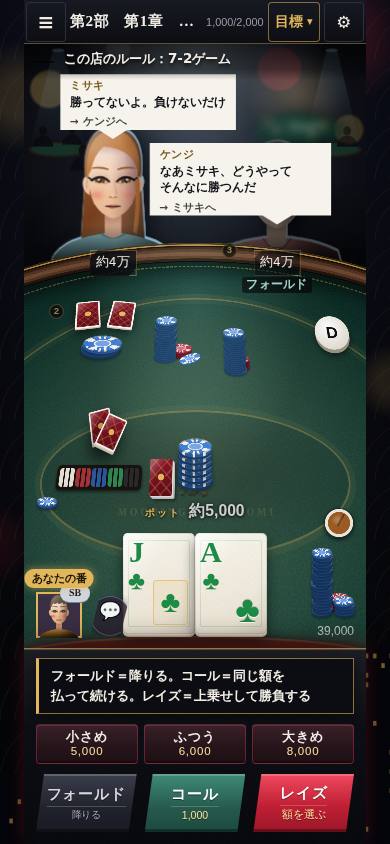 第2部　第1章　…
1,000/2,000
目標▼
この店のルール：7-2ゲーム
ミサキ
勝ってないよ。負けないだけ
→ ケンジへ
ケンジ
なあミサキ、どうやって
そんなに勝つんだ
→ ミサキへ
約4万
3
約4万
フォールド
2
D
ポット 約5,000
J
A
あなたの番
SB
39,000
フォールド＝降りる。コール＝同じ額を
払って続ける。レイズ＝上乗せして勝負する
小さめ
5,000
ふつう
6,000
大きめ
8,000
フォールド
降りる
コール
1,000
レイズ
額を選ぶ